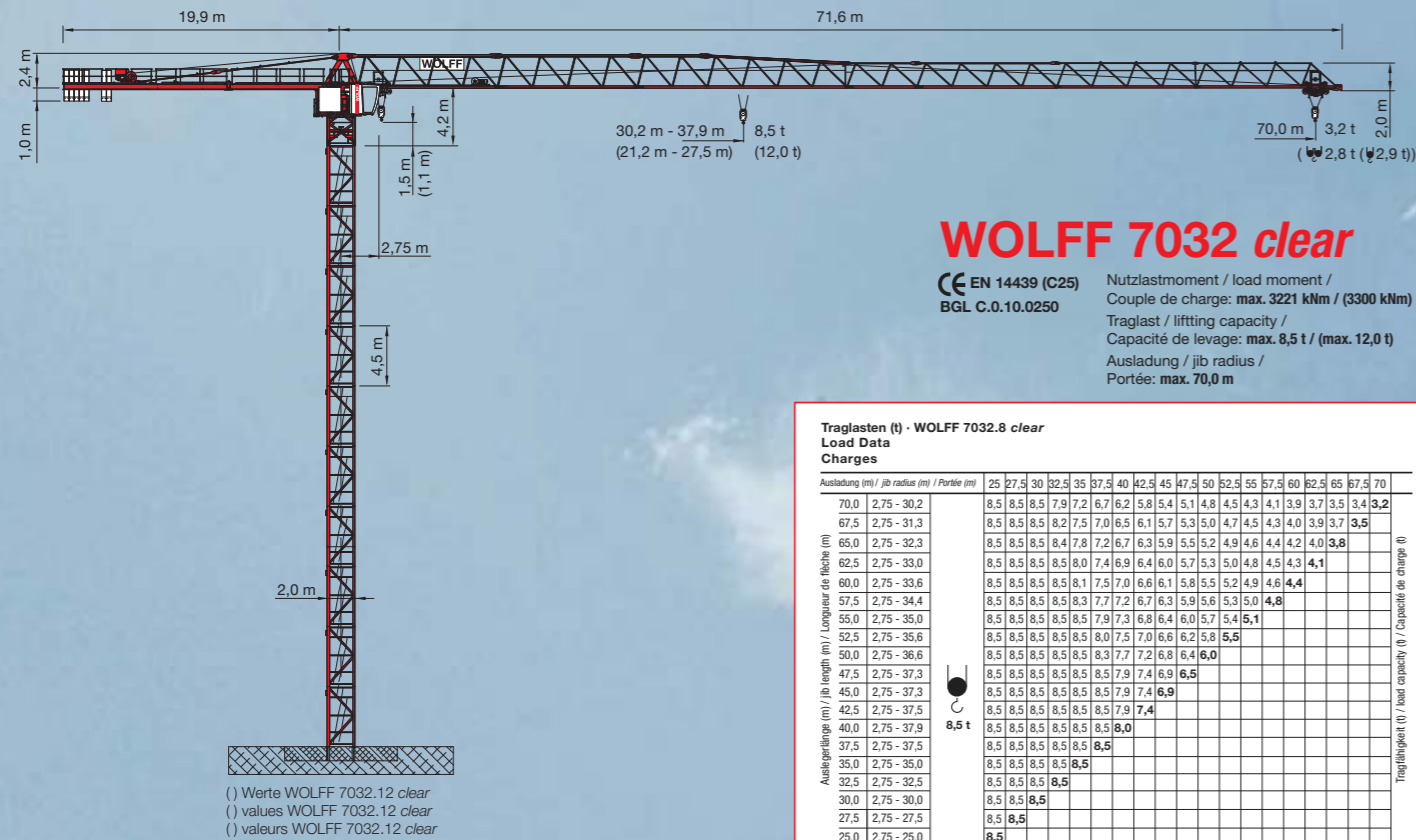 19,9 m
71,6 m
2,4 m
1,0 m
WOLFF
4,2 m
1,5 m
(1,1 m)
2,75 m
30,2 m - 37,9 m 8,5 t
(21,2 m - 27,5 m) (12,0 t)
70,0 m 3,2 t
( 2,8 t ( 2,9 t))
2,0 m
4,5 m
2,0 m
WOLFF 7032 clear
CE EN 14439 (C25)
BGL C.0.10.0250
Nutzlastmoment / load moment /
Couple de charge: max. 3221 kNm / (3300 kNm)
Traglast / liftting capacity /
Capacité de levage: max. 8,5 t / (max. 12,0 t)
Ausladung / jib radius /
Portée: max. 70,0 m
Traglasten (t) · WOLFF 7032.8 clear
Load Data
Charges
Ausladung (m) / jib radius (m) / Portée (m) 25 27,5 30 32,5 35 37,5 40 42,5 45 47,5 50 52,5 55 57,5 60 62,5 65 67,5 70
Auslegerlänge (m) / jib length (m) / Longueur de flèche (m)
70,0 2,75 - 30,2 8,5 8,5 8,5 7,9 7,2 6,7 6,2 5,8 5,4 5,1 4,8 4,5 4,3 4,1 3,9 3,7 3,5 3,4 3,2
67,5 2,75 - 31,3 8,5 8,5 8,5 8,2 7,5 7,0 6,5 6,1 5,7 5,3 5,0 4,7 4,5 4,3 4,0 3,9 3,7 3,5
65,0 2,75 - 32,3 8,5 8,5 8,5 8,4 7,8 7,2 6,7 6,3 5,9 5,5 5,2 4,9 4,6 4,4 4,2 4,0 3,8
62,5 2,75 - 33,0 8,5 8,5 8,5 8,5 8,0 7,4 6,9 6,4 6,0 5,7 5,3 5,0 4,8 4,5 4,3 4,1
60,0 2,75 - 33,6 8,5 8,5 8,5 8,5 8,1 7,5 7,0 6,6 6,1 5,8 5,5 5,2 4,9 4,6 4,4
57,5 2,75 - 34,4 8,5 8,5 8,5 8,5 8,3 7,7 7,2 6,7 6,3 5,9 5,6 5,3 5,0 4,8
55,0 2,75 - 35,0 8,5 8,5 8,5 8,5 8,5 7,9 7,3 6,8 6,4 6,0 5,7 5,4 5,1
52,5 2,75 - 35,6 8,5 8,5 8,5 8,5 8,5 8,0 7,5 7,0 6,6 6,2 5,8 5,5
50,0 2,75 - 36,6 8,5 8,5 8,5 8,5 8,5 8,3 7,7 7,2 6,8 6,4 6,0
47,5 2,75 - 37,3 8,5 8,5 8,5 8,5 8,5 8,5 7,9 7,4 6,9 6,5
45,0 2,75 - 37,3 8,5 8,5 8,5 8,5 8,5 8,5 7,9 7,4 6,9
42,5 2,75 - 37,5 8,5 8,5 8,5 8,5 8,5 8,5 7,9 7,4
40,0 2,75 - 37,9 8,5 t 8,5 8,5 8,5 8,5 8,5 8,5 8,0
37,5 2,75 - 37,5 8,5 8,5 8,5 8,5 8,5 8,5
35,0 2,75 - 35,0 8,5 8,5 8,5 8,5 8,5
32,5 2,75 - 32,5 8,5 8,5 8,5 8,5
30,0 2,75 - 30,0 8,5 8,5 8,5
27,5 2,75 - 27,5 8,5 8,5
25,0 2,75 - 25,0 8,5
Tragfähigkeit (t) / load capacity (t) / Capacité de charge (t)
( ) Werte WOLFF 7032.12 clear
( ) values WOLFF 7032.12 clear
( ) valeurs WOLFF 7032.12 clear